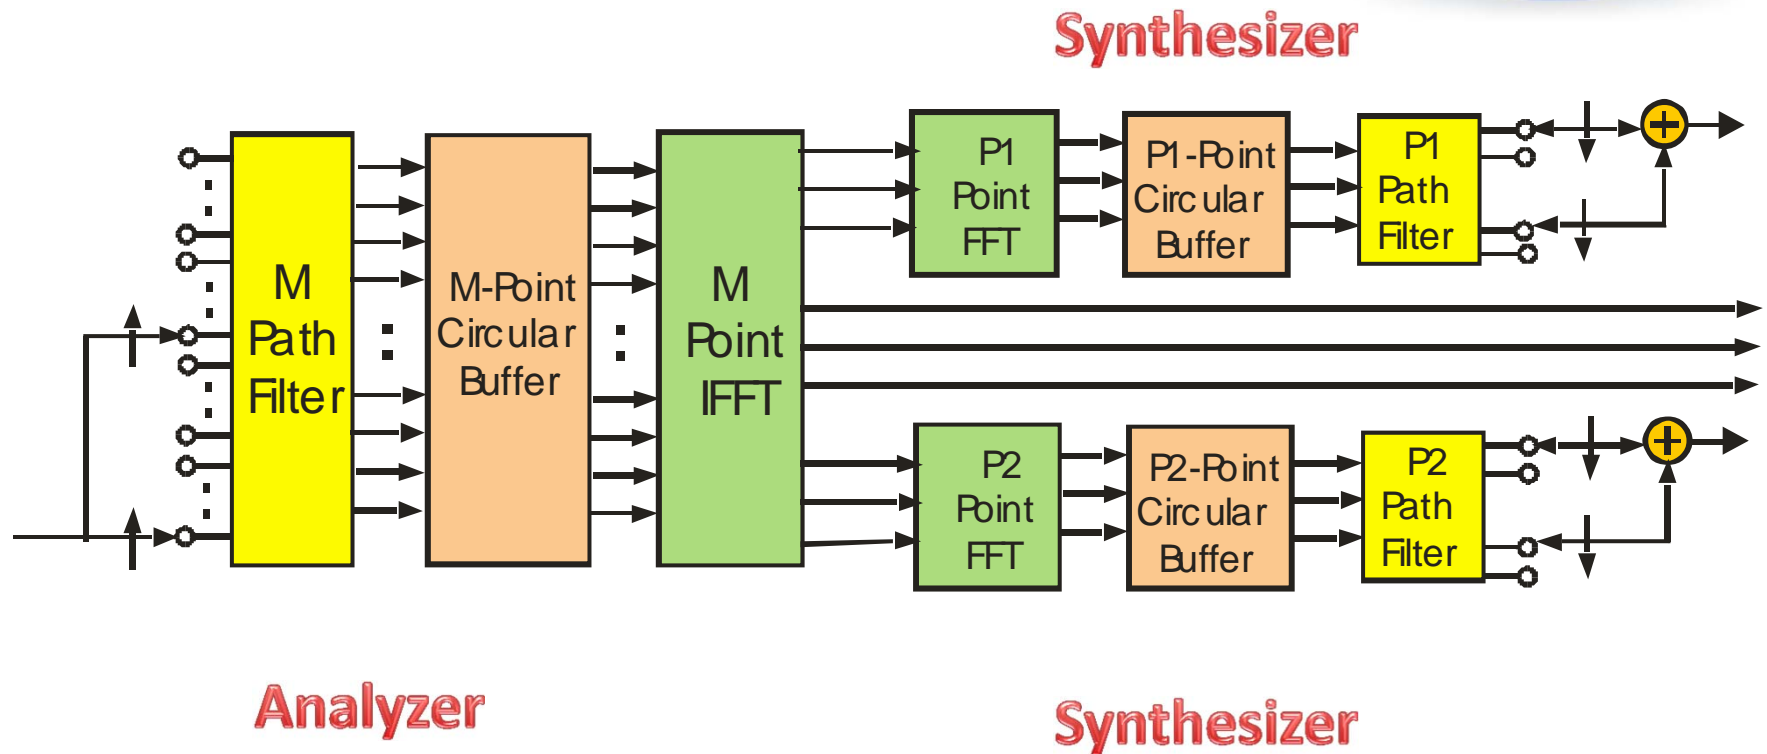 Synthesizer
M
Path
Filter
M-Point
Circular
Buffer
M
Point
IFFT
P1
Point
FFT
P1-Point
Circular
Buffer
P1
Path
Filter
P2
Point
FFT
P2-Point
Circular
Buffer
P2
Path
Filter
Analyzer
Synthesizer